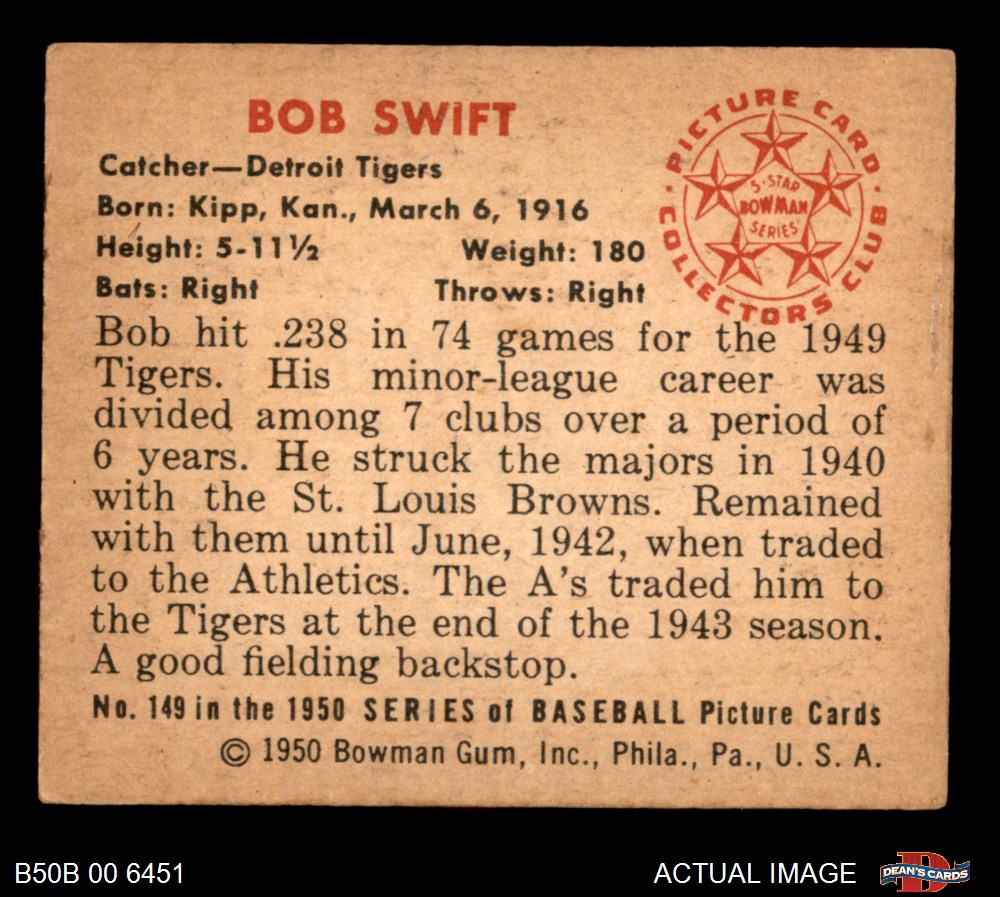 BOB SWIFT
Catcher—Detroit Tigers
Born: Kipp, Kan., March 6, 1916
Height: 5-11½ Weight: 180
Bats: Right Throws: Right
PICTURE CARD
COLLECTORS CLUB
5-STAR
BOWMAN
SERIES
Bob hit .238 in 74 games for the 1949
Tigers. His minor-league career was
divided among 7 clubs over a period of
6 years. He struck the majors in 1940
with the St. Louis Browns. Remained
with them until June, 1942, when traded
to the Athletics. The A's traded him to
the Tigers at the end of the 1943 season.
A good fielding backstop.
No. 149 in the 1950 SERIES of BASEBALL Picture Cards
© 1950 Bowman Gum, Inc., Phila., Pa., U. S. A.
B50B 00 6451
ACTUAL IMAGE
D
DEAN'S CARDS